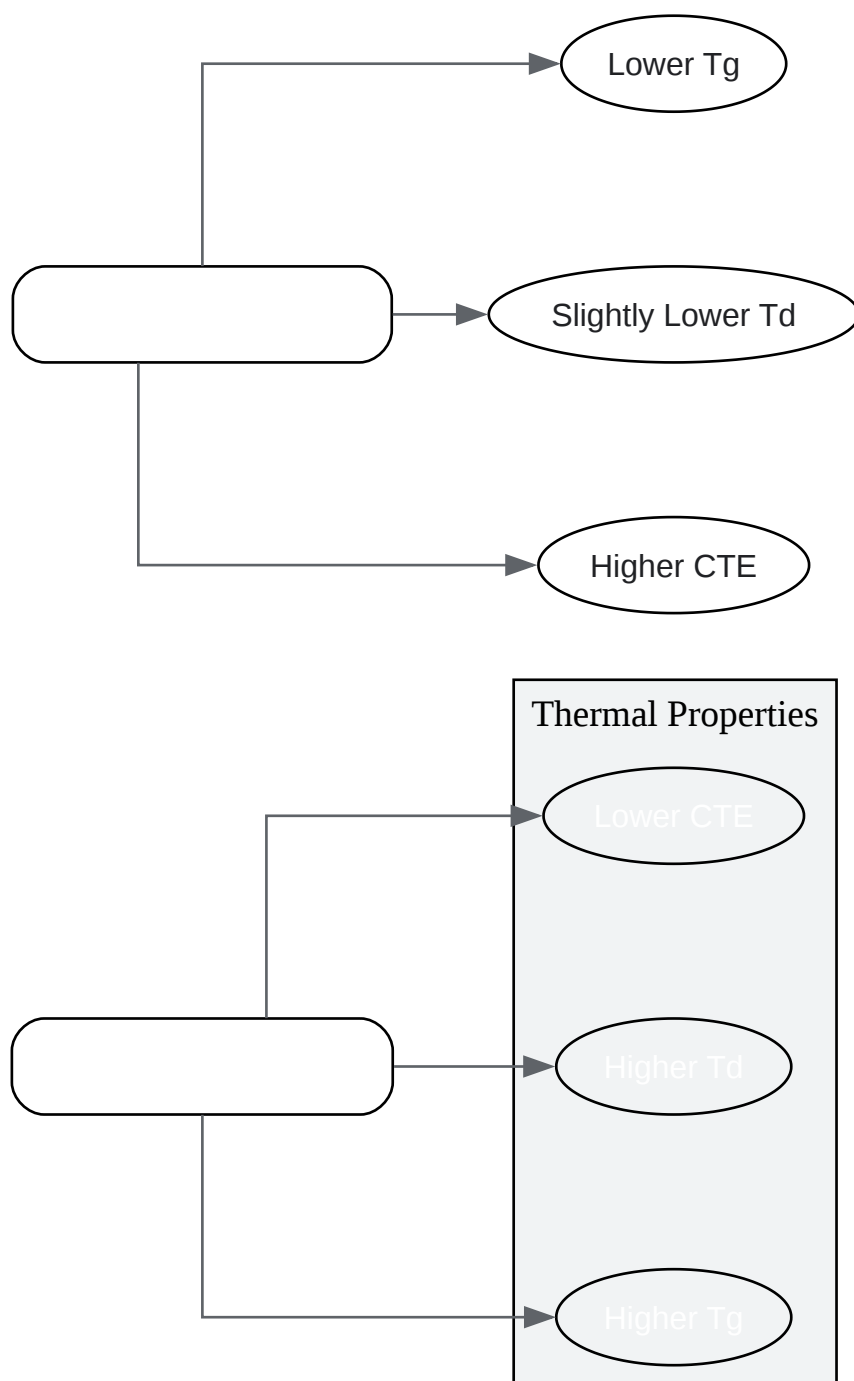 Lower Tg
Slightly Lower Td
Higher CTE
Thermal Properties
Lower CTE
Higher Td
Higher Tg